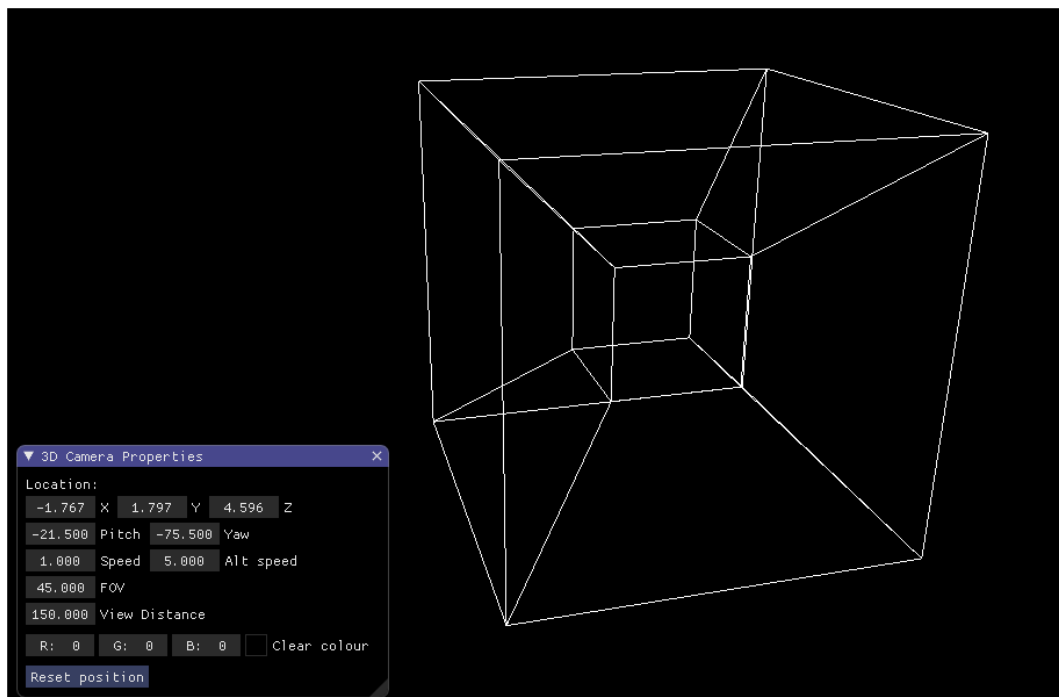 ▼ 3D Camera Properties ✕
Location:
-1.767 X 1.797 Y 4.596 Z
-21.500 Pitch -75.500 Yaw
1.000 Speed 5.000 Alt speed
45.000 FOV
150.000 View Distance
R: 0 G: 0 B: 0 Clear colour
Reset position